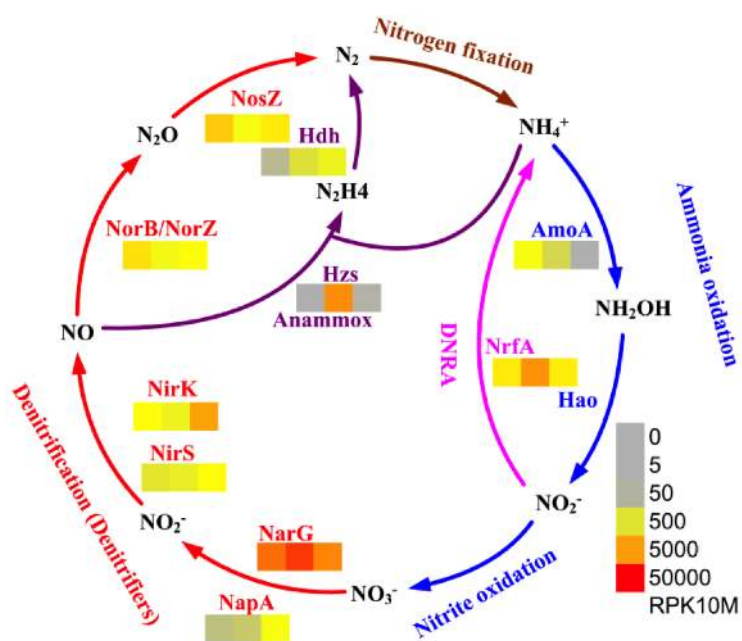 N₂
Nitrogen fixation
NosZ
N₂O
Hdh
NH₄⁺
N₂H4
NorB/NorZ
AmoA
Ammonia oxidation
Hzs
Anammox
NH₂OH
NO
DNRA
NrfA
Hao
NirK
NirS
Denitrification (Denitrifiers)
NO₂⁻
NO₂⁻
NarG
NO₃⁻
Nitrite oxidation
NapA
0
5
50
500
5000
50000
RPK10M